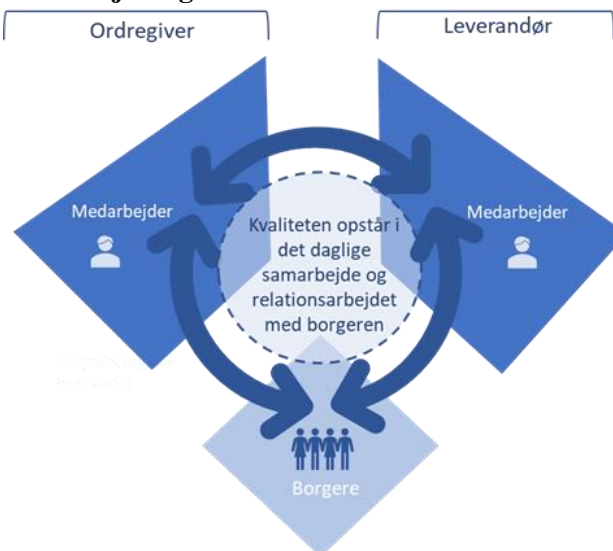 Ordregiver
Leverandør
Medarbejder
Medarbejder
Kvaliteten opstår i
det daglige
samarbejde og
relationsarbejdet
med borgeren
Borgere